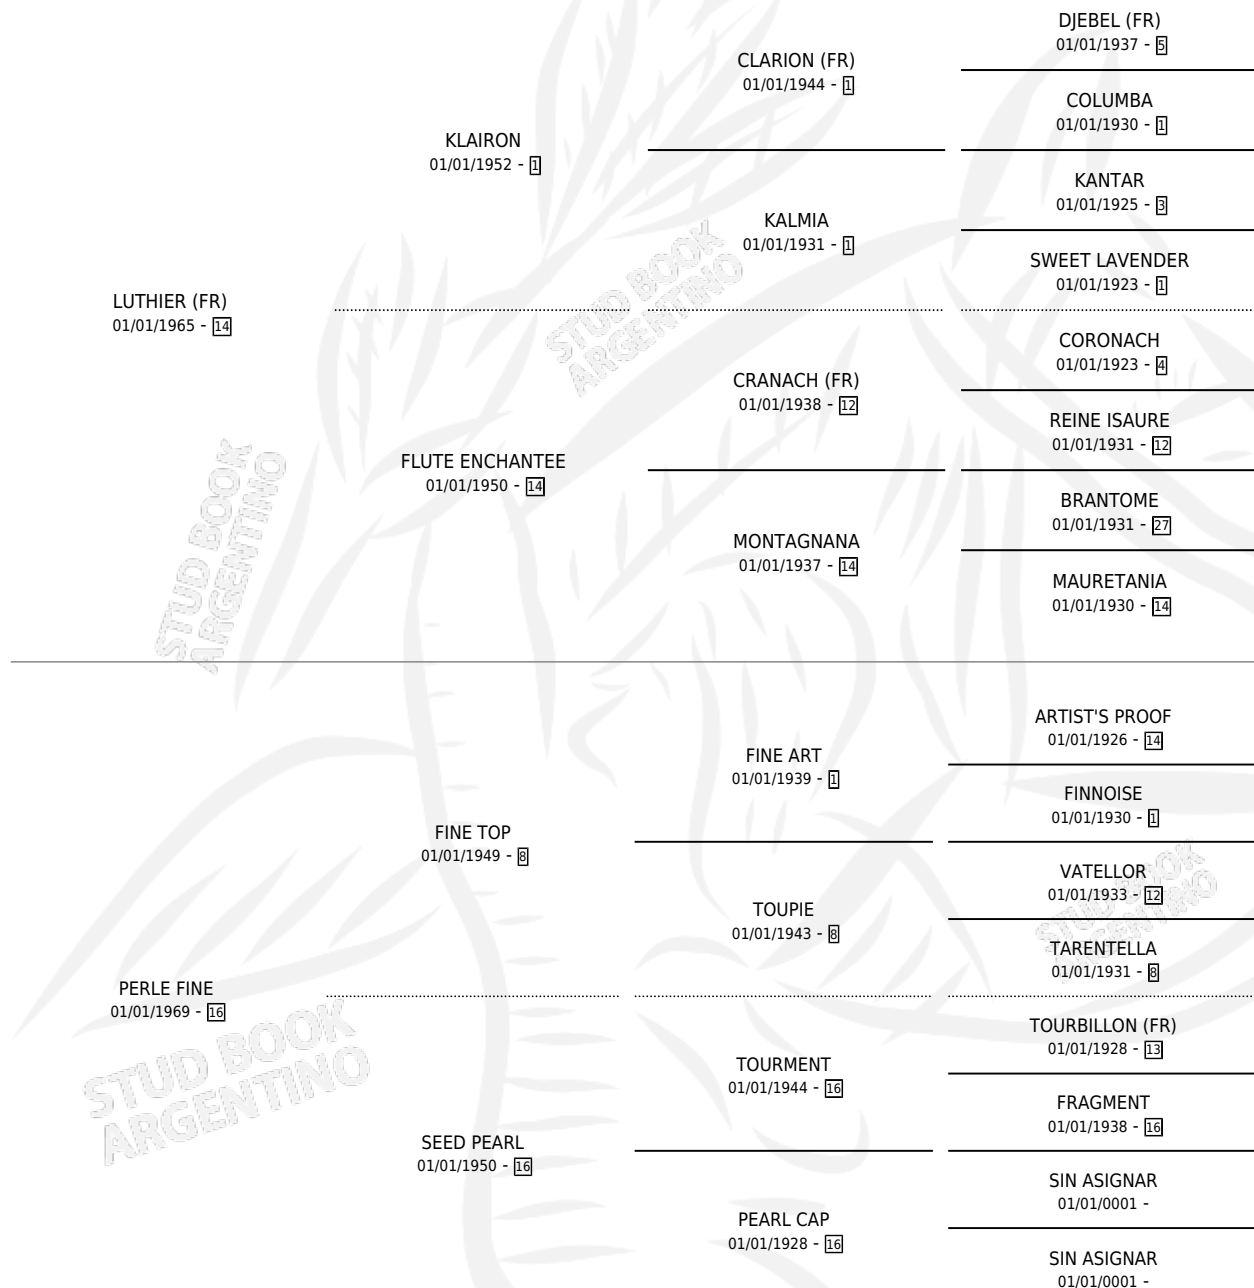 DJEBEL (FR)
01/01/1937 - 5
CLARION (FR)
01/01/1944 - 1
COLUMBA
01/01/1930 - 1
KLAIRON
01/01/1952 - 1
KANTAR
01/01/1925 - 3
KALMIA
01/01/1931 - 1
SWEET LAVENDER
01/01/1923 - 1
LUTHIER (FR)
01/01/1965 - 14
CORONACH
01/01/1923 - 4
CRANACH (FR)
01/01/1938 - 12
REINE ISAURE
01/01/1931 - 12
FLUTE ENCHANTEE
01/01/1950 - 14
BRANTOME
01/01/1931 - 27
MONTAGNANA
01/01/1937 - 14
MAURETANIA
01/01/1930 - 14
ARTIST'S PROOF
01/01/1926 - 14
FINE ART
01/01/1939 - 1
FINNOISE
01/01/1930 - 1
FINE TOP
01/01/1949 - 8
VATELLOR
01/01/1933 - 12
TOUPIE
01/01/1943 - 8
TARENTELLA
01/01/1931 - 8
PERLE FINE
01/01/1969 - 16
TOURBILLON (FR)
01/01/1928 - 13
TOURMENT
01/01/1944 - 16
FRAGMENT
01/01/1938 - 16
SEED PEARL
01/01/1950 - 16
SIN ASIGNAR
01/01/0001 -
PEARL CAP
01/01/1928 - 16
SIN ASIGNAR
01/01/0001 -
STUD BOOK
ARGENTINO
STUD BOOK
ARGENTINO
STUD BOOK
ARGENTINO
STUD BOOK
ARGENTINO